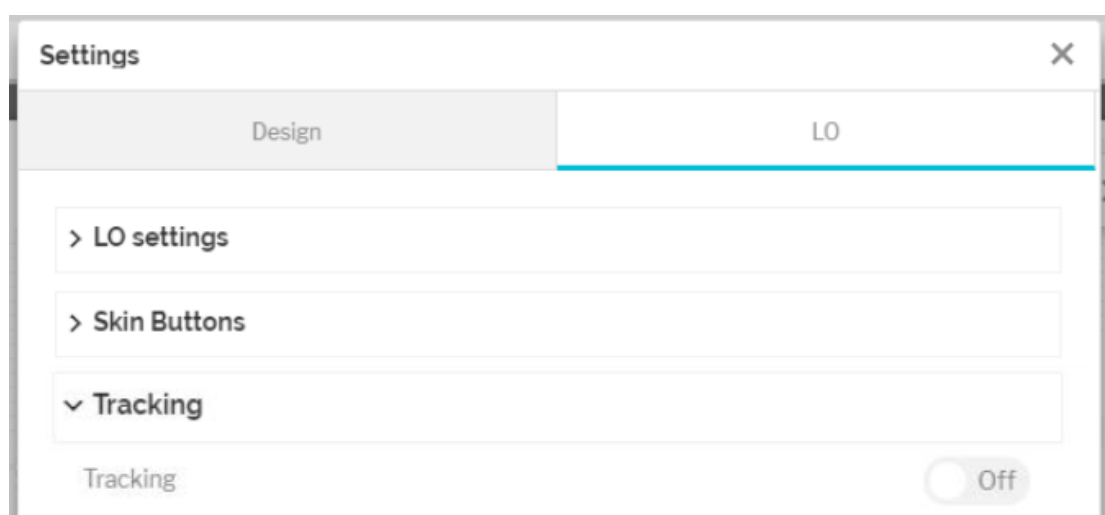 Settings
Design LO
LO settings
Skin Buttons
Tracking
Tracking Off